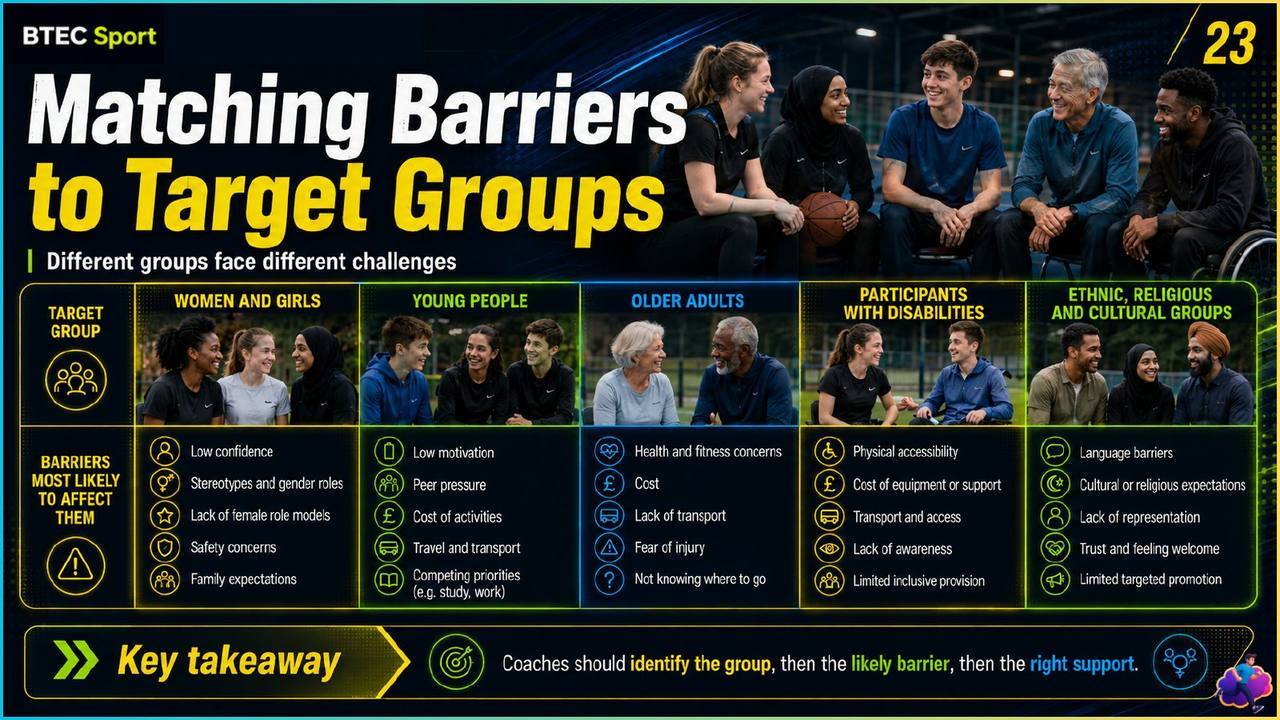 BTEC Sport
23
Matching Barriers
to Target Groups
Different groups face different challenges
TARGET
GROUP
WOMEN AND GIRLS
YOUNG PEOPLE
OLDER ADULTS
PARTICIPANTS
WITH DISABILITIES
ETHNIC, RELIGIOUS
AND CULTURAL GROUPS
BARRIERS
MOST LIKELY
TO AFFECT
THEM
Low confidence
Stereotypes and gender roles
Lack of female role models
Safety concerns
Family expectations
Low motivation
Peer pressure
Cost of activities
Travel and transport
Competing priorities
(e.g. study, work)
Health and fitness concerns
Cost
Lack of transport
Fear of injury
Not knowing where to go
Physical accessibility
Cost of equipment or support
Transport and access
Lack of awareness
Limited inclusive provision
Language barriers
Cultural or religious expectations
Lack of representation
Trust and feeling welcome
Limited targeted promotion
Key takeaway
Coaches should identify the group, then the likely barrier, then the right support.